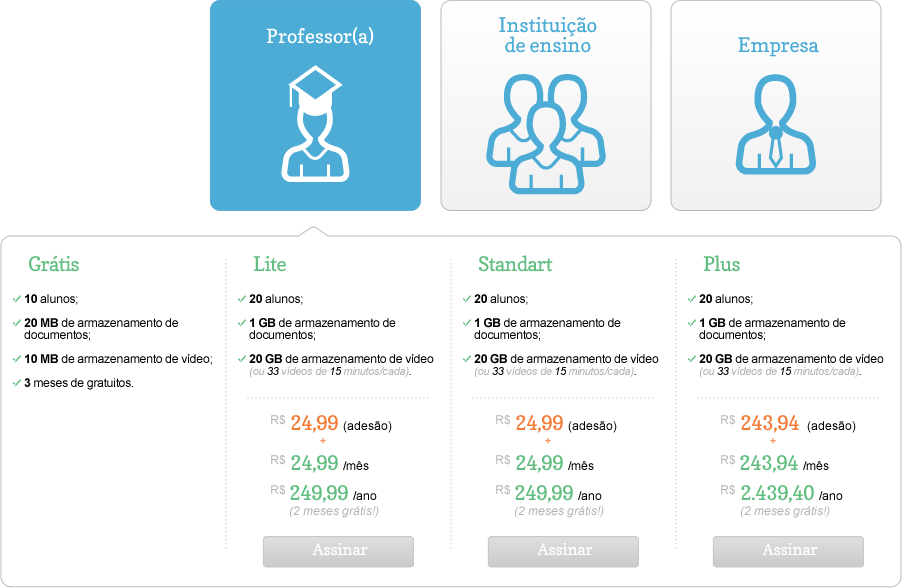 Professor(a)
Instituição
de ensino
Empresa
Grátis
10 alunos;
20 MB de armazenamento de
documentos;
10 MB de armazenamento de vídeo;
3 meses de gratuitos.
Lite
20 alunos;
1 GB de armazenamento de
documentos;
20 GB de armazenamento de vídeo
(ou 33 vídeos de 15 minutos/cada).
R$ 24,99 (adesão)
+
R$ 24,99 /mês
R$ 249,99 /ano
(2 meses grátis!)
Assinar
Standart
20 alunos;
1 GB de armazenamento de
documentos;
20 GB de armazenamento de vídeo
(ou 33 vídeos de 15 minutos/cada).
R$ 24,99 (adesão)
+
R$ 24,99 /mês
R$ 249,99 /ano
(2 meses grátis!)
Assinar
Plus
20 alunos;
1 GB de armazenamento de
documentos;
20 GB de armazenamento de vídeo
(ou 33 vídeos de 15 minutos/cada).
R$ 243,94 (adesão)
+
R$ 243,94 /mês
R$ 2.439,40 /ano
(2 meses grátis!)
Assinar